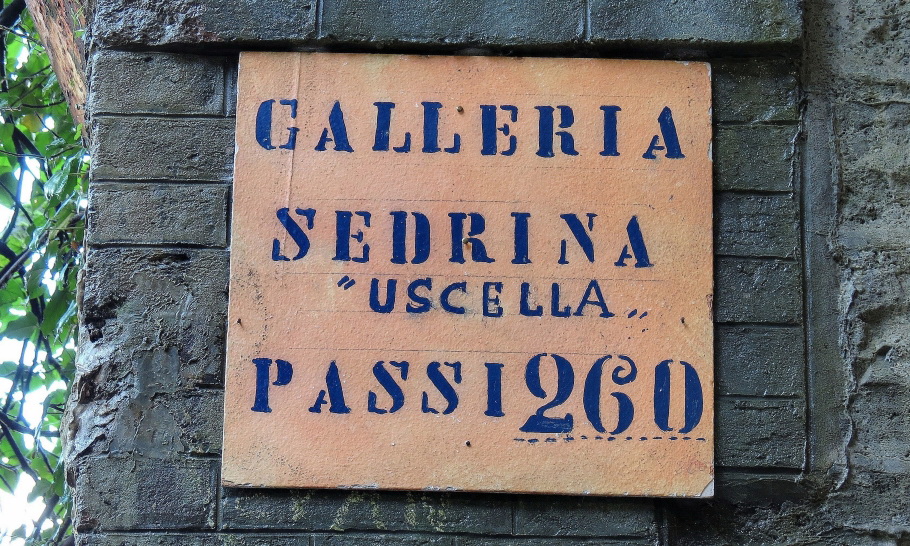 GALLERIA
SEDRINA
"USCELLA„
PASSI 260